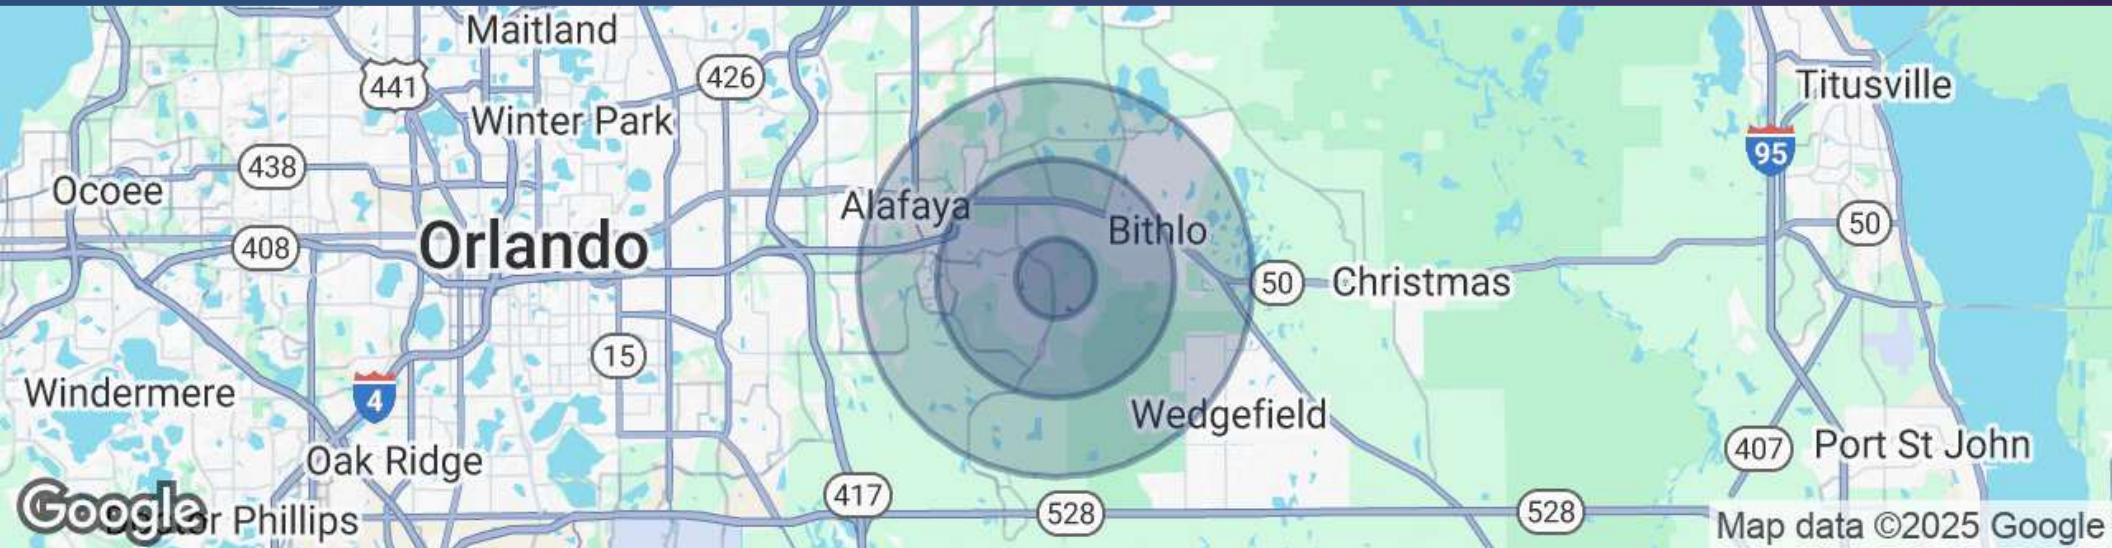 Maitland
441
426
Titusville
Winter Park
95
438
Ocoee
Alafaya
Bithlo
50
Orlando
408
50
Christmas
15
Windermere
4
Wedgefield
Oak Ridge
407
Port St John
417
Google
Phillips
528
528
Map data ©2025 Google